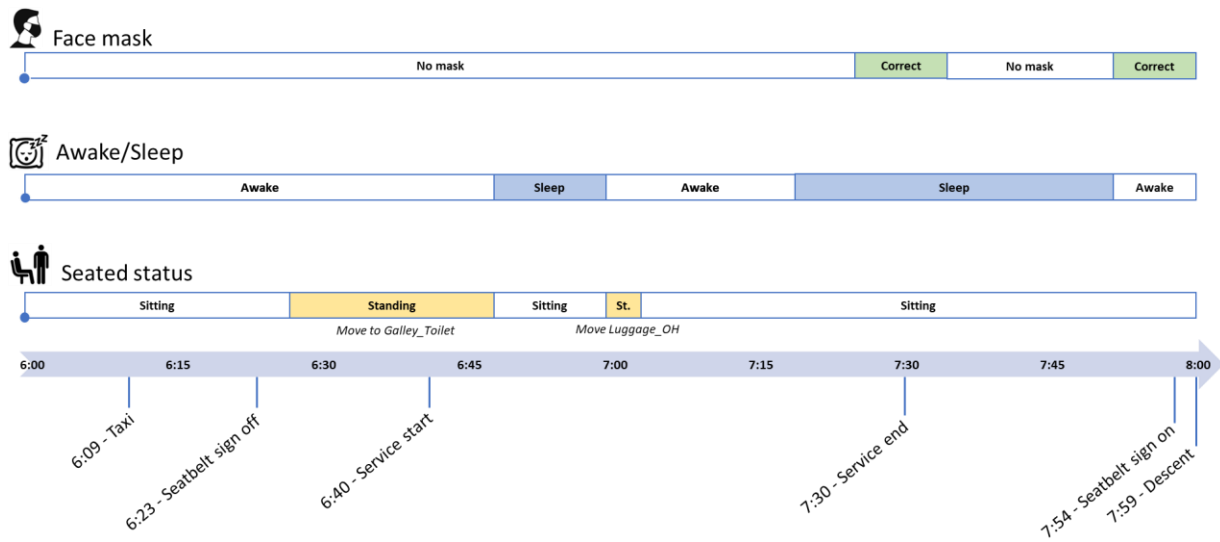 Face mask
No mask
Correct
No mask
Correct
Awake/Sleep
Awake
Sleep
Awake
Sleep
Awake
Seated status
Sitting
Standing
Sitting
St.
Sitting
Move to Galley_Toilet
Move Luggage_OH
6:00
6:15
6:30
6:45
7:00
7:15
7:30
7:45
8:00
6:09 - Taxi
6:23 - Seatbelt sign off
6:40 - Service start
7:30 - Service end
7:54 - Seatbelt sign on
7:59 - Descent